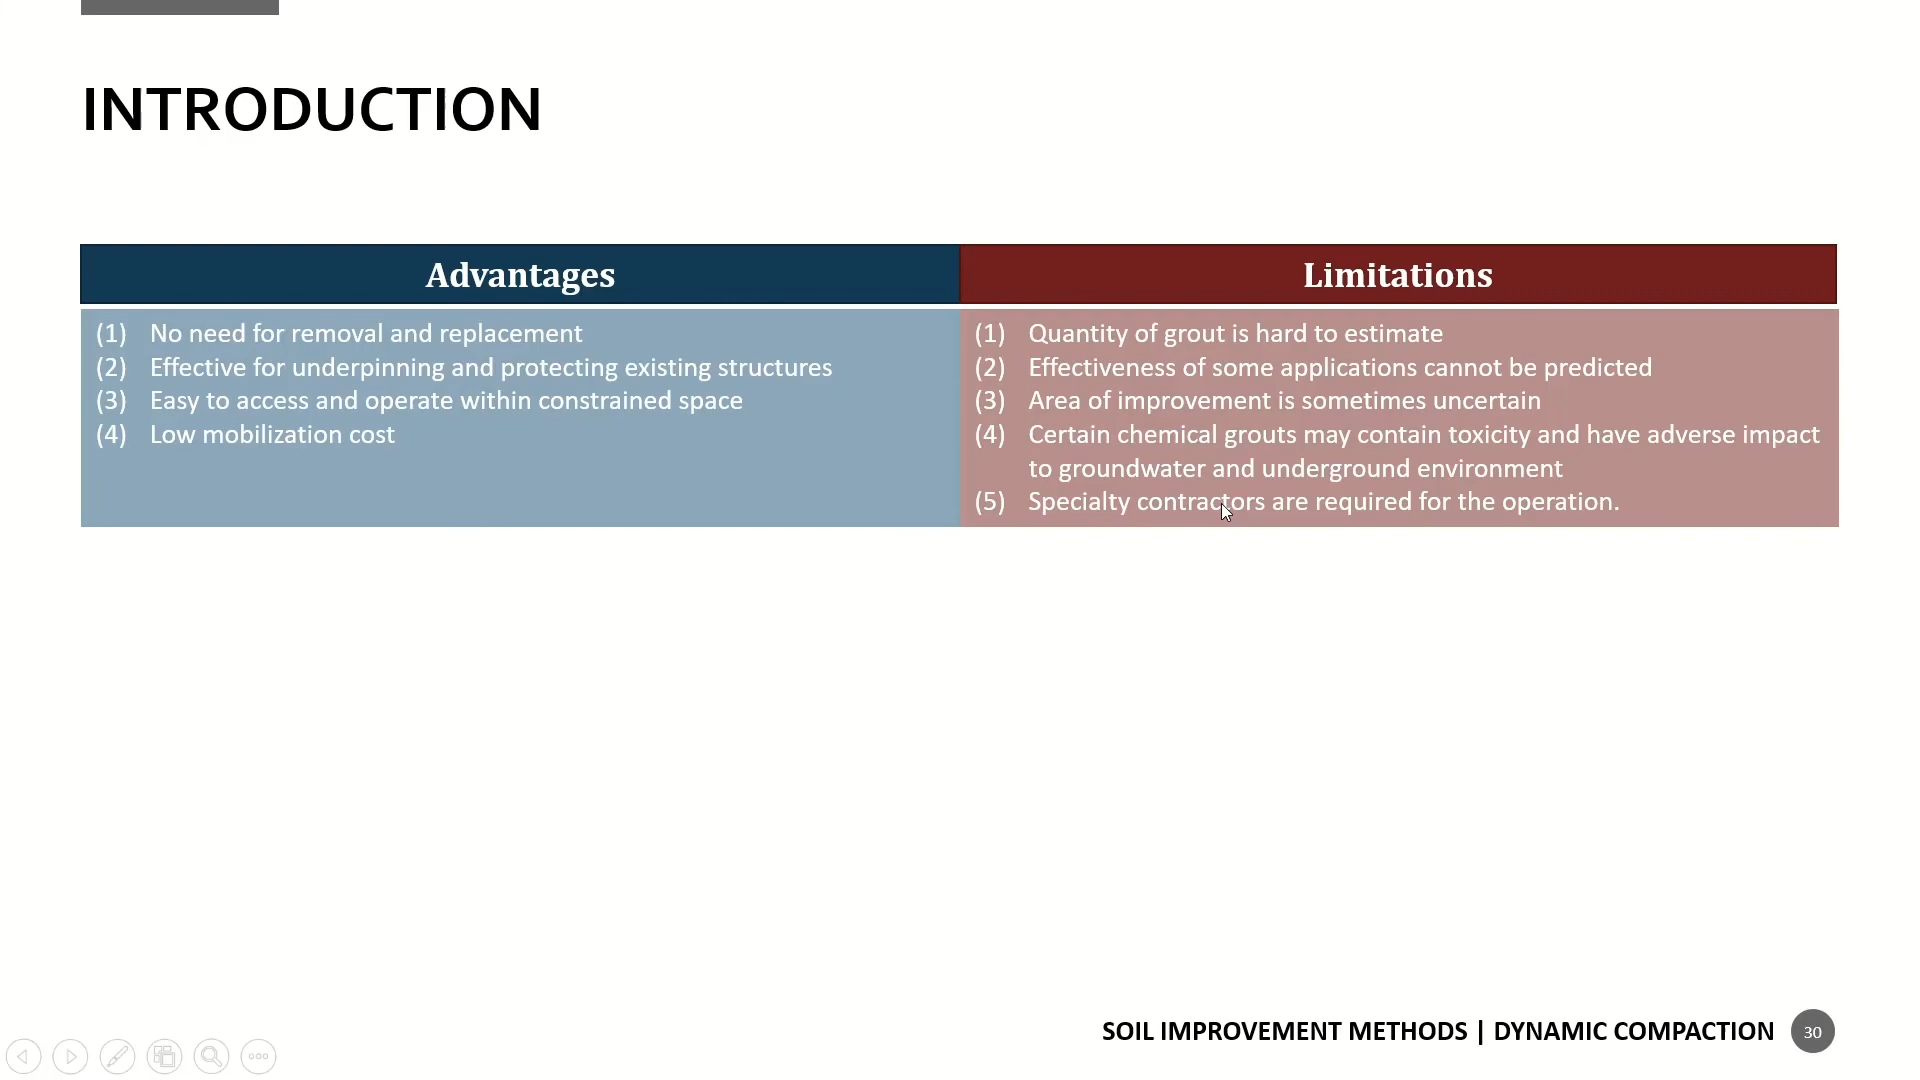 INTRODUCTION
Advantages
(1) No need for removal and replacement
(2) Effective for underpinning and protecting existing structures
(3) Easy to access and operate within constrained space
(4) Low mobilization cost
Limitations
(1) Quantity of grout is hard to estimate
(2) Effectiveness of some applications cannot be predicted
(3) Area of improvement is sometimes uncertain
(4) Certain chemical grouts may contain toxicity and have adverse impact
to groundwater and underground environment
(5) Specialty contractors are required for the operation.
SOIL IMPROVEMENT METHODS | DYNAMIC COMPACTION
30